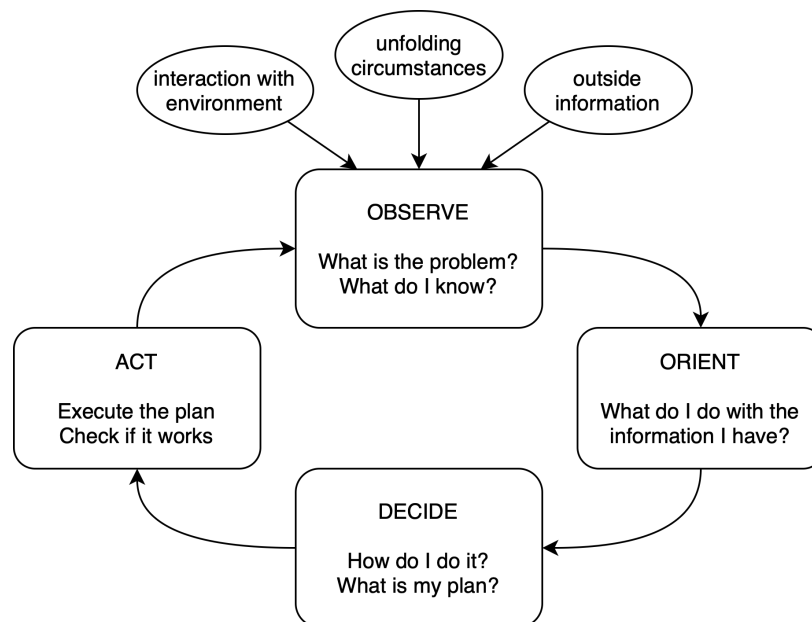 unfolding
circumstances
interaction with
environment
outside
information
OBSERVE
What is the problem?
What do I know?
ACT
Execute the plan
Check if it works
ORIENT
What do I do with the
information I have?
DECIDE
How do I do it?
What is my plan?